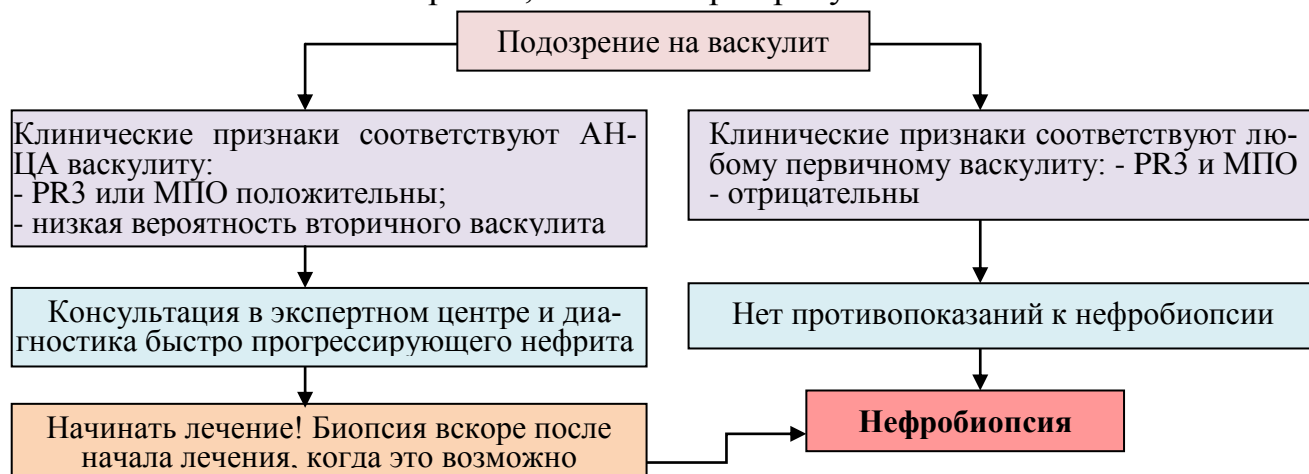 Подозрение на васкулит
Клинические признаки соответствуют АН-
ЦА васкулиту:
- PR3 или МПО положительны;
- низкая вероятность вторичного васкулита
Клинические признаки соответствуют лю-
бому первичному васкулиту: - PR3 и МПО
- отрицательны
Консультация в экспертном центре и диа-
гностика быстро прогрессирующего нефрита
Нет противопоказаний к нефробиопсии
Начинать лечение! Биопсия вскоре после
начала лечения, когда это возможно
Нефробиопсия